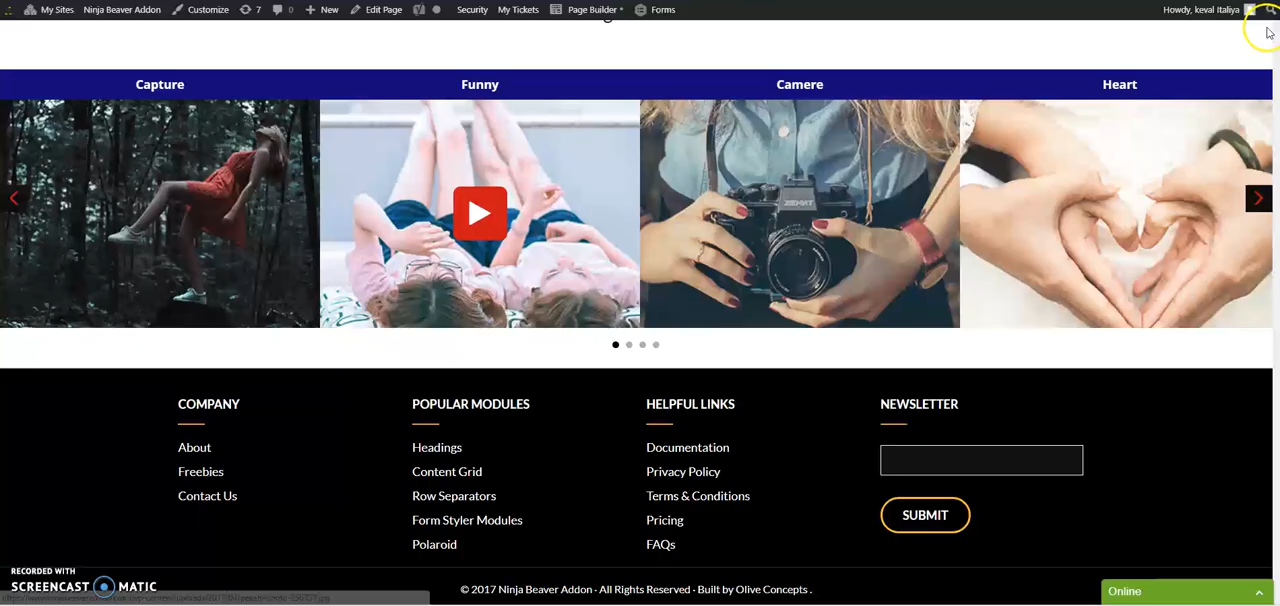 My Sites Ninja Beaver Addon Customize 7 0 New Edit Page Security My Tickets Page Builder Forms Howdy, keval Italiya
Capture Funny Camere Heart
COMPANY POPULAR MODULES HELPFUL LINKS NEWSLETTER
About Headings Documentation
Freebies Content Grid Privacy Policy
Contact Us Row Separators Terms & Conditions
SUBMIT
Form Styler Modules Pricing
Polaroid FAQs
RECORDED WITH
SCREENCAST MATIC
© 2017 Ninja Beaver Addon · All Rights Reserved · Built by Olive Concepts .
Online